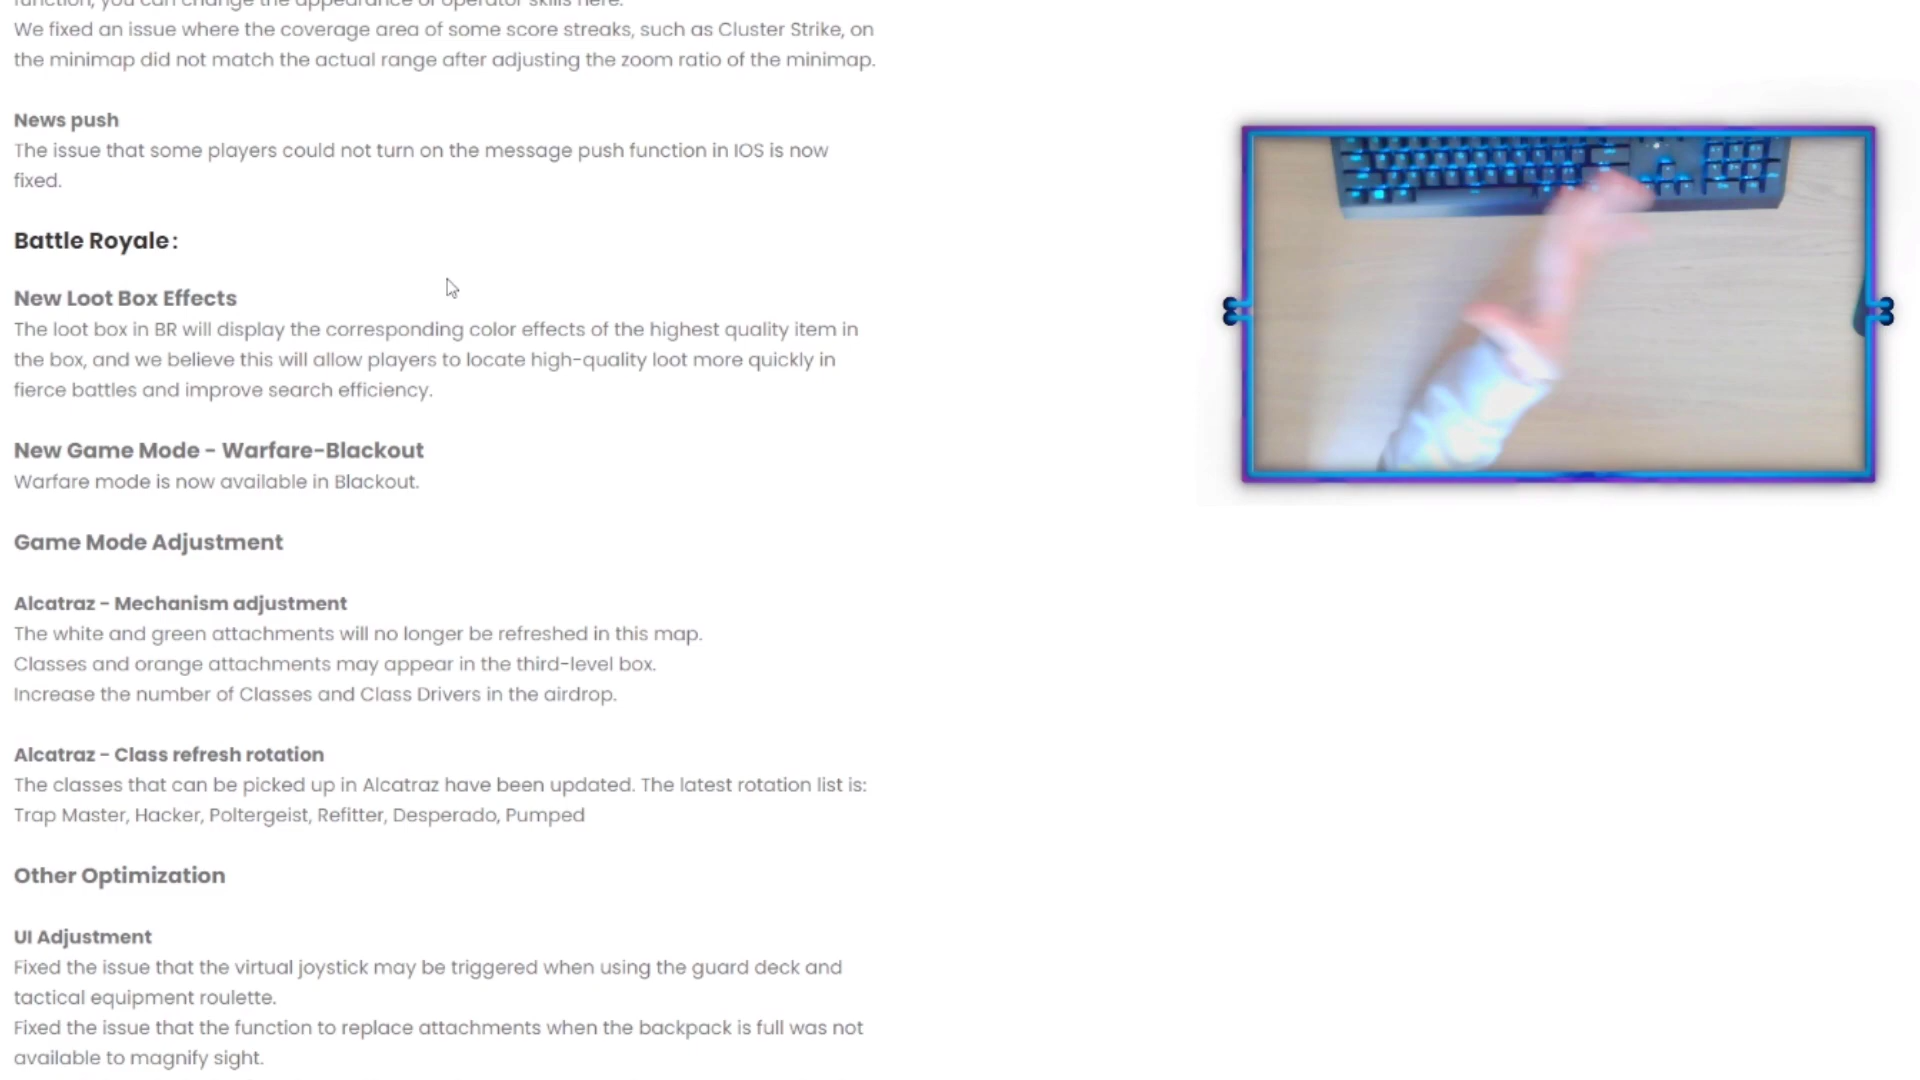 We fixed an issue where the coverage area of some score streaks, such as Cluster Strike, on
the minimap did not match the actual range after adjusting the zoom ratio of the minimap.
News push
The issue that some players could not turn on the message push function in IOS is now
fixed.
Battle Royale:
New Loot Box Effects
The loot box in BR will display the corresponding color effects of the highest quality item in
the box, and we believe this will allow players to locate high-quality loot more quickly in
fierce battles and improve search efficiency.
New Game Mode - Warfare-Blackout
Warfare mode is now available in Blackout.
Game Mode Adjustment
Alcatraz - Mechanism adjustment
The white and green attachments will no longer be refreshed in this map.
Classes and orange attachments may appear in the third-level box.
Increase the number of Classes and Class Drivers in the airdrop.
Alcatraz - Class refresh rotation
The classes that can be picked up in Alcatraz have been updated. The latest rotation list is:
Trap Master, Hacker, Poltergeist, Refitter, Desperado, Pumped
Other Optimization
UI Adjustment
Fixed the issue that the virtual joystick may be triggered when using the guard deck and
tactical equipment roulette.
Fixed the issue that the function to replace attachments when the backpack is full was not
available to magnify sight.